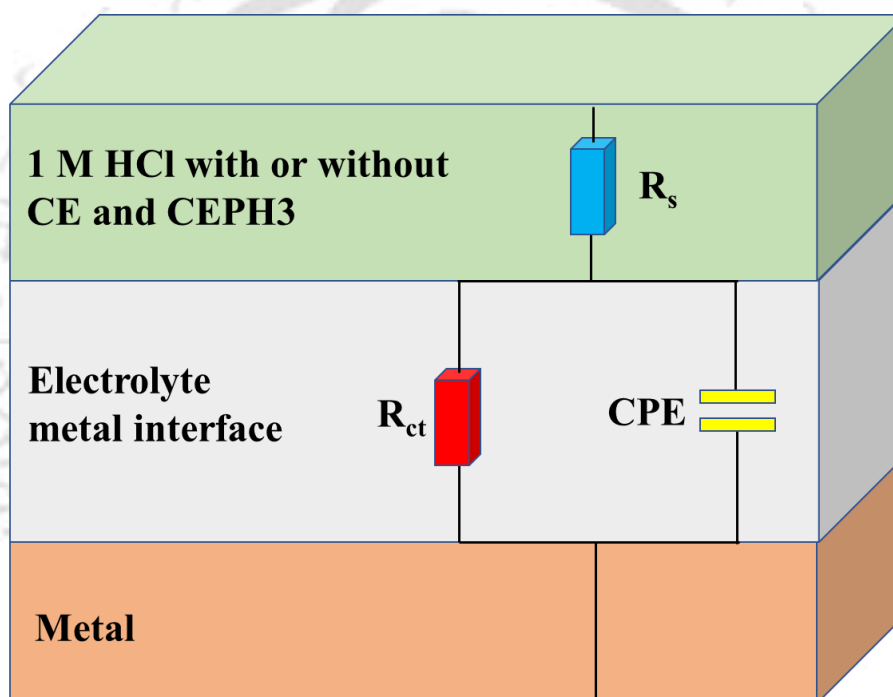 1 M HCl with or without
CE and CEPH3
Rs
Electrolyte
metal interface
Rct
CPE
Metal